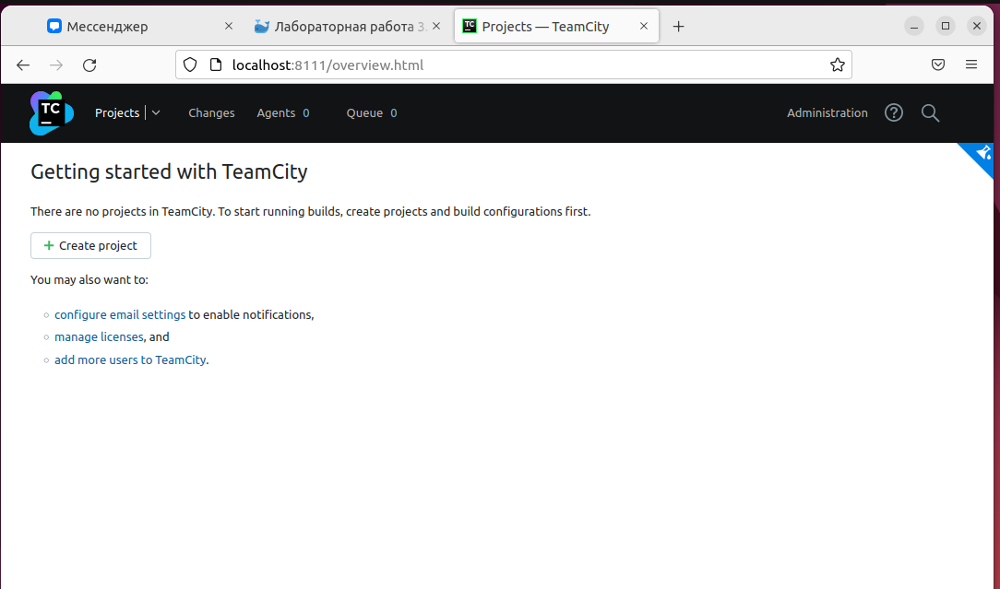 Мессенджер
Лабораторная работа 3.
Projects — TeamCity
localhost:8111/overview.html
TC
Projects
Changes
Agents 0
Queue 0
Administration
Getting started with TeamCity
There are no projects in TeamCity. To start running builds, create projects and build configurations first.
+ Create project
You may also want to:
configure email settings to enable notifications,
manage licenses, and
add more users to TeamCity.